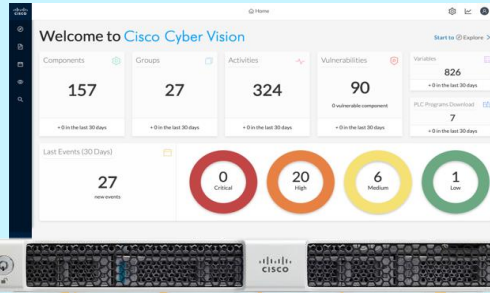 cisco
Home
Welcome to Cisco Cyber Vision
Start to Explore >
Components
157
+ 0 in the last 30 days
Groups
27
+ 0 in the last 30 days
Activities
324
+ 0 in the last 30 days
Vulnerabilities
90
0 vulnerable component
+ 0 in the last 30 days
Variables
826
+ 0 in the last 30 days
PLC Programs Download
7
+ 0 in the last 30 days
Last Events (30 Days)
27
new events
0
Critical
20
High
6
Medium
1
Low
CISCO